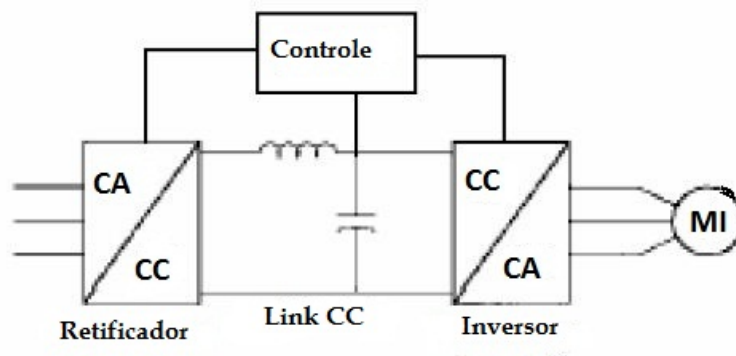 Controle
CA
CC
CC
CA
MI
Retificador
Link CC
Inversor